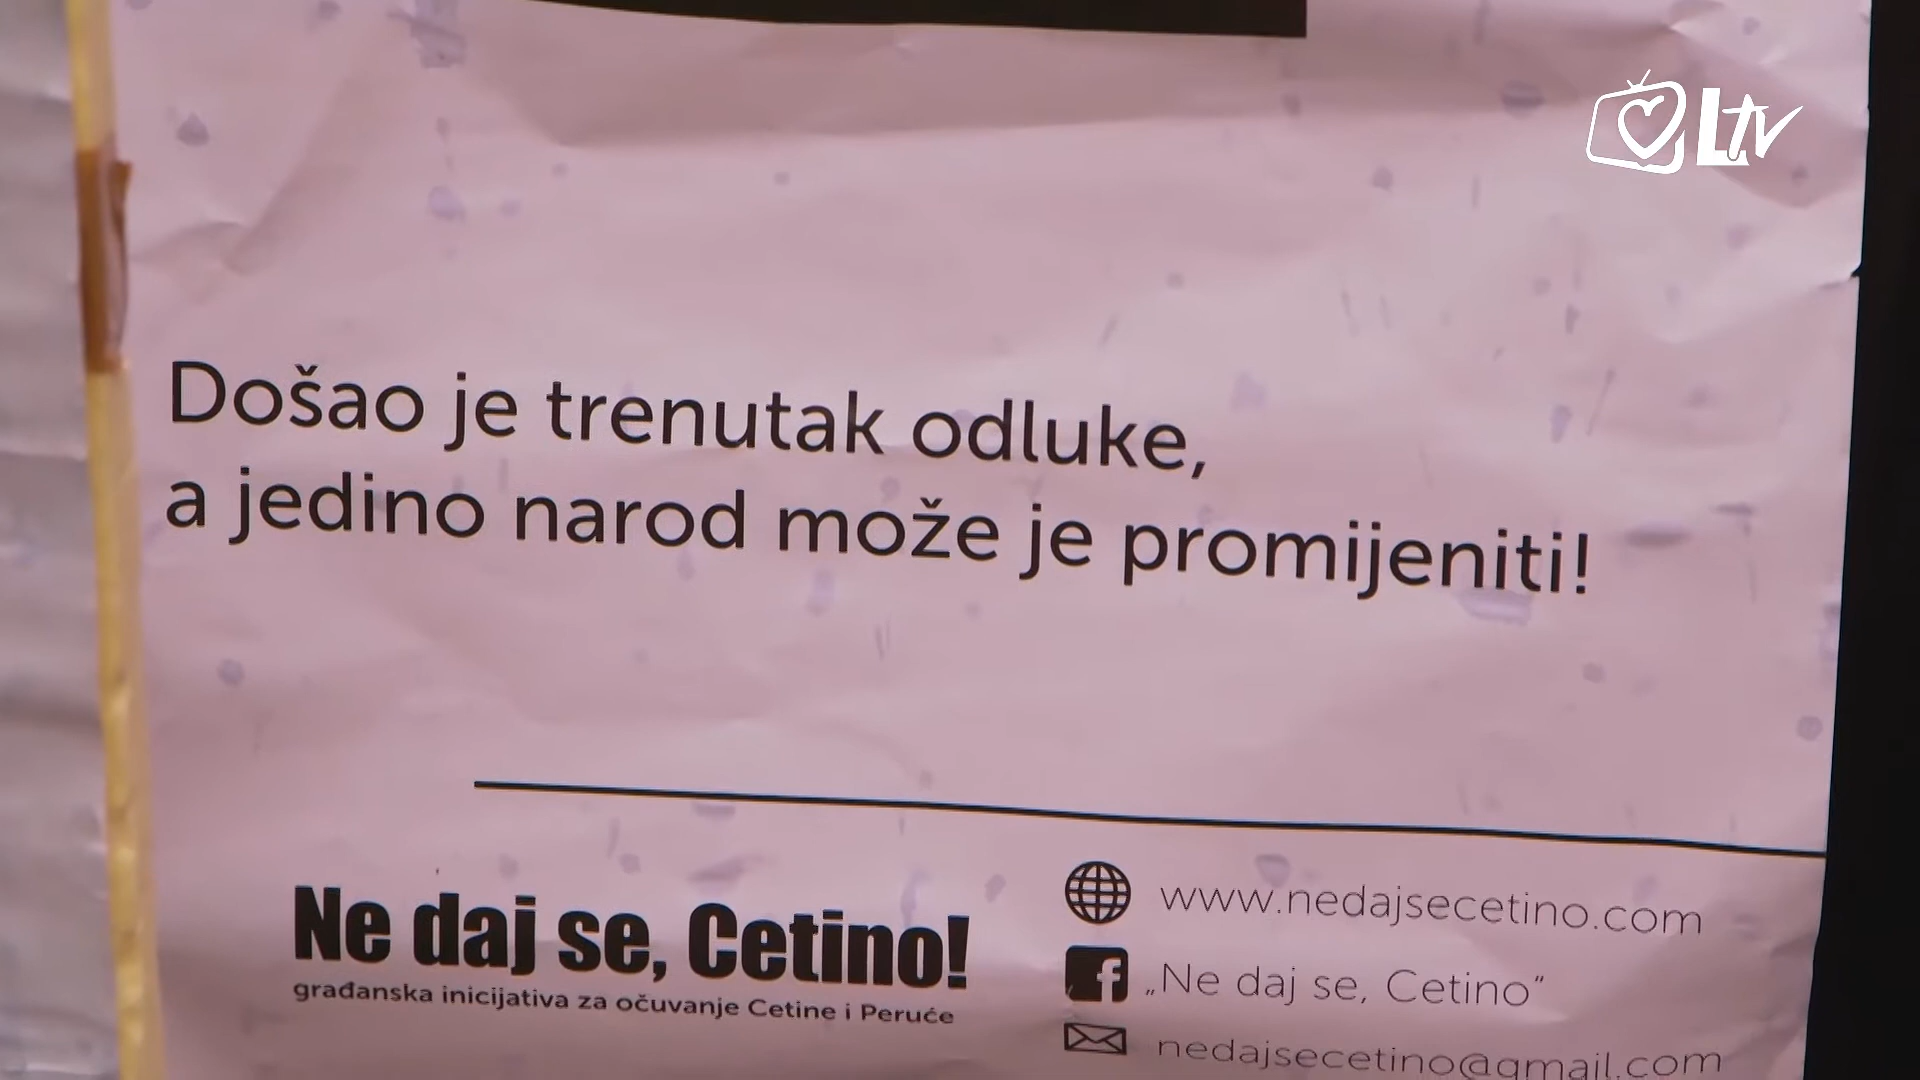 LTV
Došao je trenutak odluke,
a jedino narod može je promijeniti!
Ne daj se, Cetino!
građanska inicijativa za očuvanje Cetine i Peruće
www.nedajsecetino.com
„Ne daj se, Cetino“
nedajsecetino@gmail.com